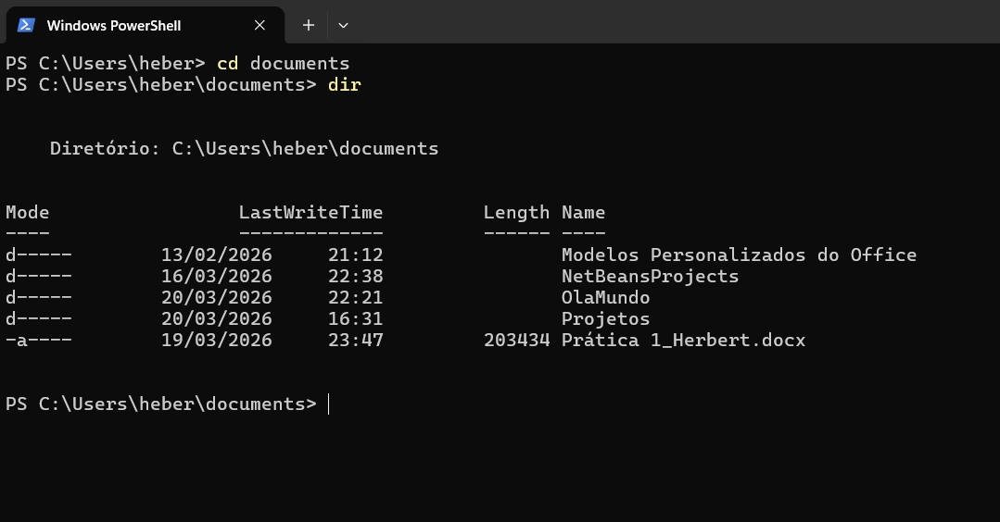 Windows PowerShell
PS C:\Users\heber> cd documents
PS C:\Users\heber\documents> dir
Diretório: C:\Users\heber\documents
Mode LastWriteTime Length Name
---- ------------- ------ ----
d----- 13/02/2026 21:12 Modelos Personalizados do Office
d----- 16/03/2026 22:38 NetBeansProjects
d----- 20/03/2026 22:21 OlaMundo
d----- 20/03/2026 16:31 Projetos
-a---- 19/03/2026 23:47 203434 Prática 1_Herbert.docx
PS C:\Users\heber\documents>